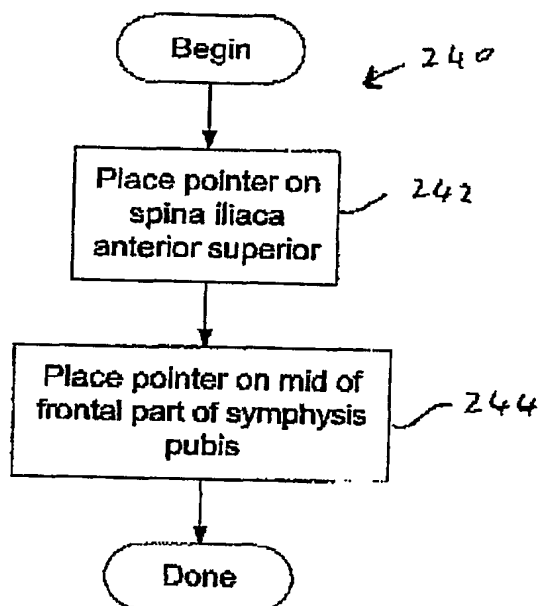 Begin
240
Place pointer on
spina iliaca
anterior superior
242
Place pointer on mid of
frontal part of symphysis
pubis
244
Done